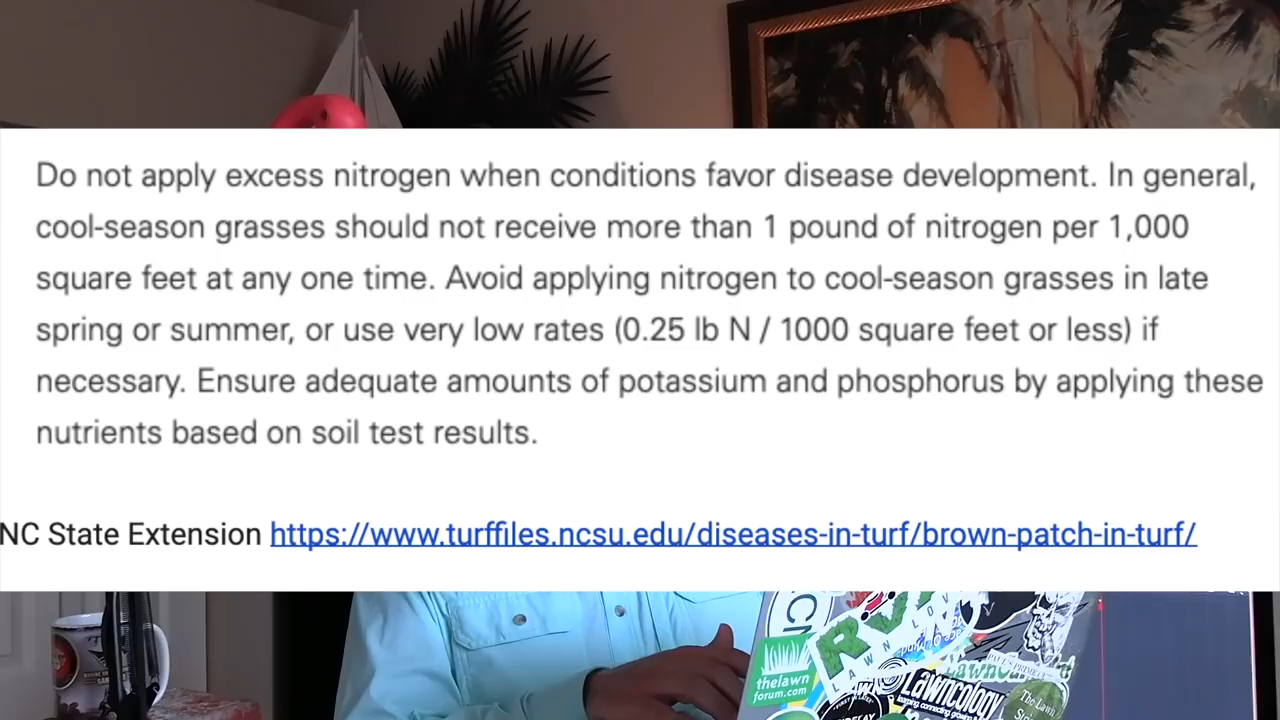 Do not apply excess nitrogen when conditions favor disease development. In general,
cool-season grasses should not receive more than 1 pound of nitrogen per 1,000
square feet at any one time. Avoid applying nitrogen to cool-season grasses in late
spring or summer, or use very low rates (0.25 lb N / 1000 square feet or less) if
necessary. Ensure adequate amounts of potassium and phosphorus by applying these
nutrients based on soil test results.
NC State Extension https://www.turffiles.ncsu.edu/diseases-in-turf/brown-patch-in-turf/
thelawn
forum.com
LAWN
Lawncology
The Lawn